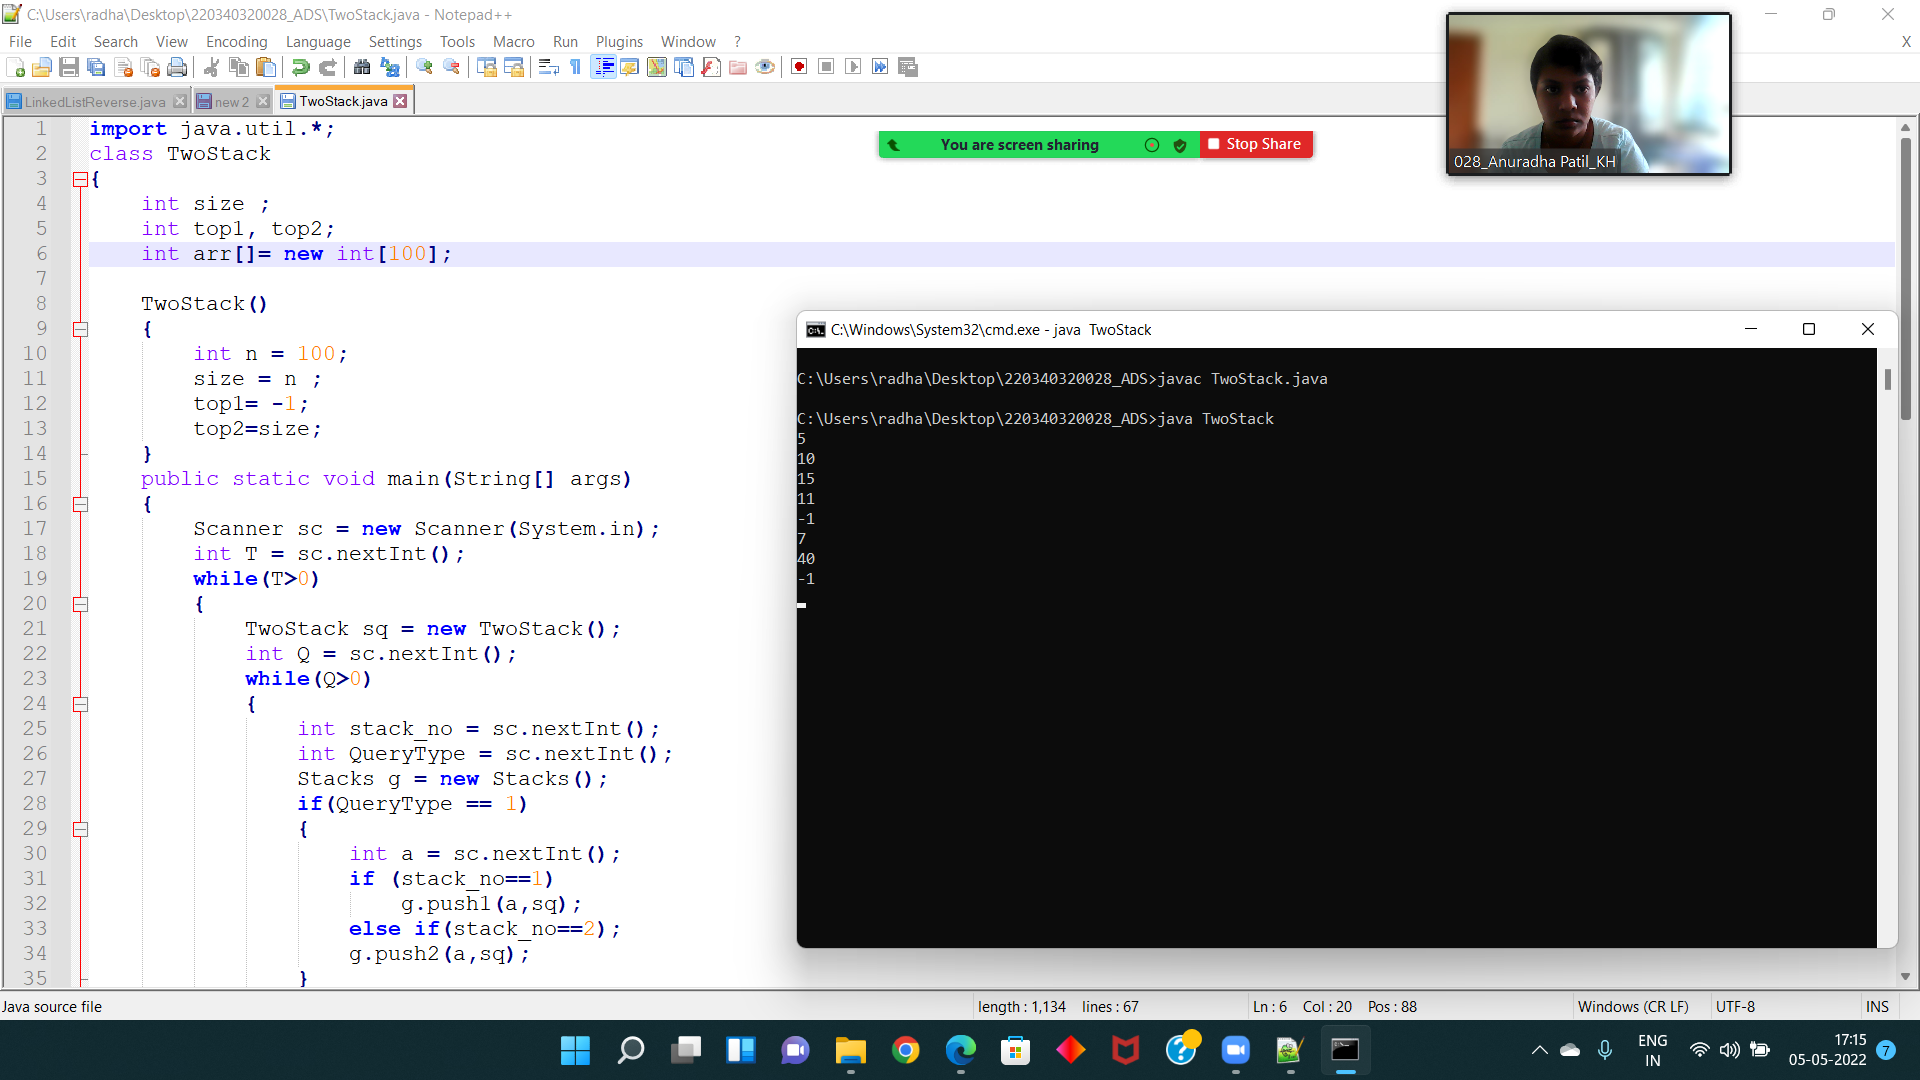 C:\Users\radha\Desktop\220340320028_ADS\TwoStack.java - Notepad++
File Edit Search View Encoding Language Settings Tools Macro Run Plugins Window ? X
LinkedListReverse.java new 2 TwoStack.java
1 import java.util.*;
2 class TwoStack
3 {
4 int size ;
5 int top1, top2;
6 int arr[]= new int[100];
7
8 TwoStack()
9 {
10 int n = 100;
11 size = n ;
12 top1= -1;
13 top2=size;
14 }
15 public static void main(String[] args)
16 {
17 Scanner sc = new Scanner(System.in);
18 int T = sc.nextInt();
19 while(T>0)
20 {
21 TwoStack sq = new TwoStack();
22 int Q = sc.nextInt();
23 while(Q>0)
24 {
25 int stack_no = sc.nextInt();
26 int QueryType = sc.nextInt();
27 Stacks g = new Stacks();
28 if(QueryType == 1)
29 {
30 int a = sc.nextInt();
31 if (stack_no==1)
32 g.push1(a,sq);
33 else if(stack_no==2);
34 g.push2(a,sq);
35 }
You are screen sharing Stop Share
028_Anuradha Patil_KH
C:\Windows\System32\cmd.exe - java TwoStack
C:\Users\radha\Desktop\220340320028_ADS>javac TwoStack.java
C:\Users\radha\Desktop\220340320028_ADS>java TwoStack
5
10
15
11
-1
7
40
-1
Java source file length : 1,134 lines : 67 Ln : 6 Col : 20 Pos : 88 Windows (CR LF) UTF-8 INS
ENG
IN
17:15
05-05-2022
7